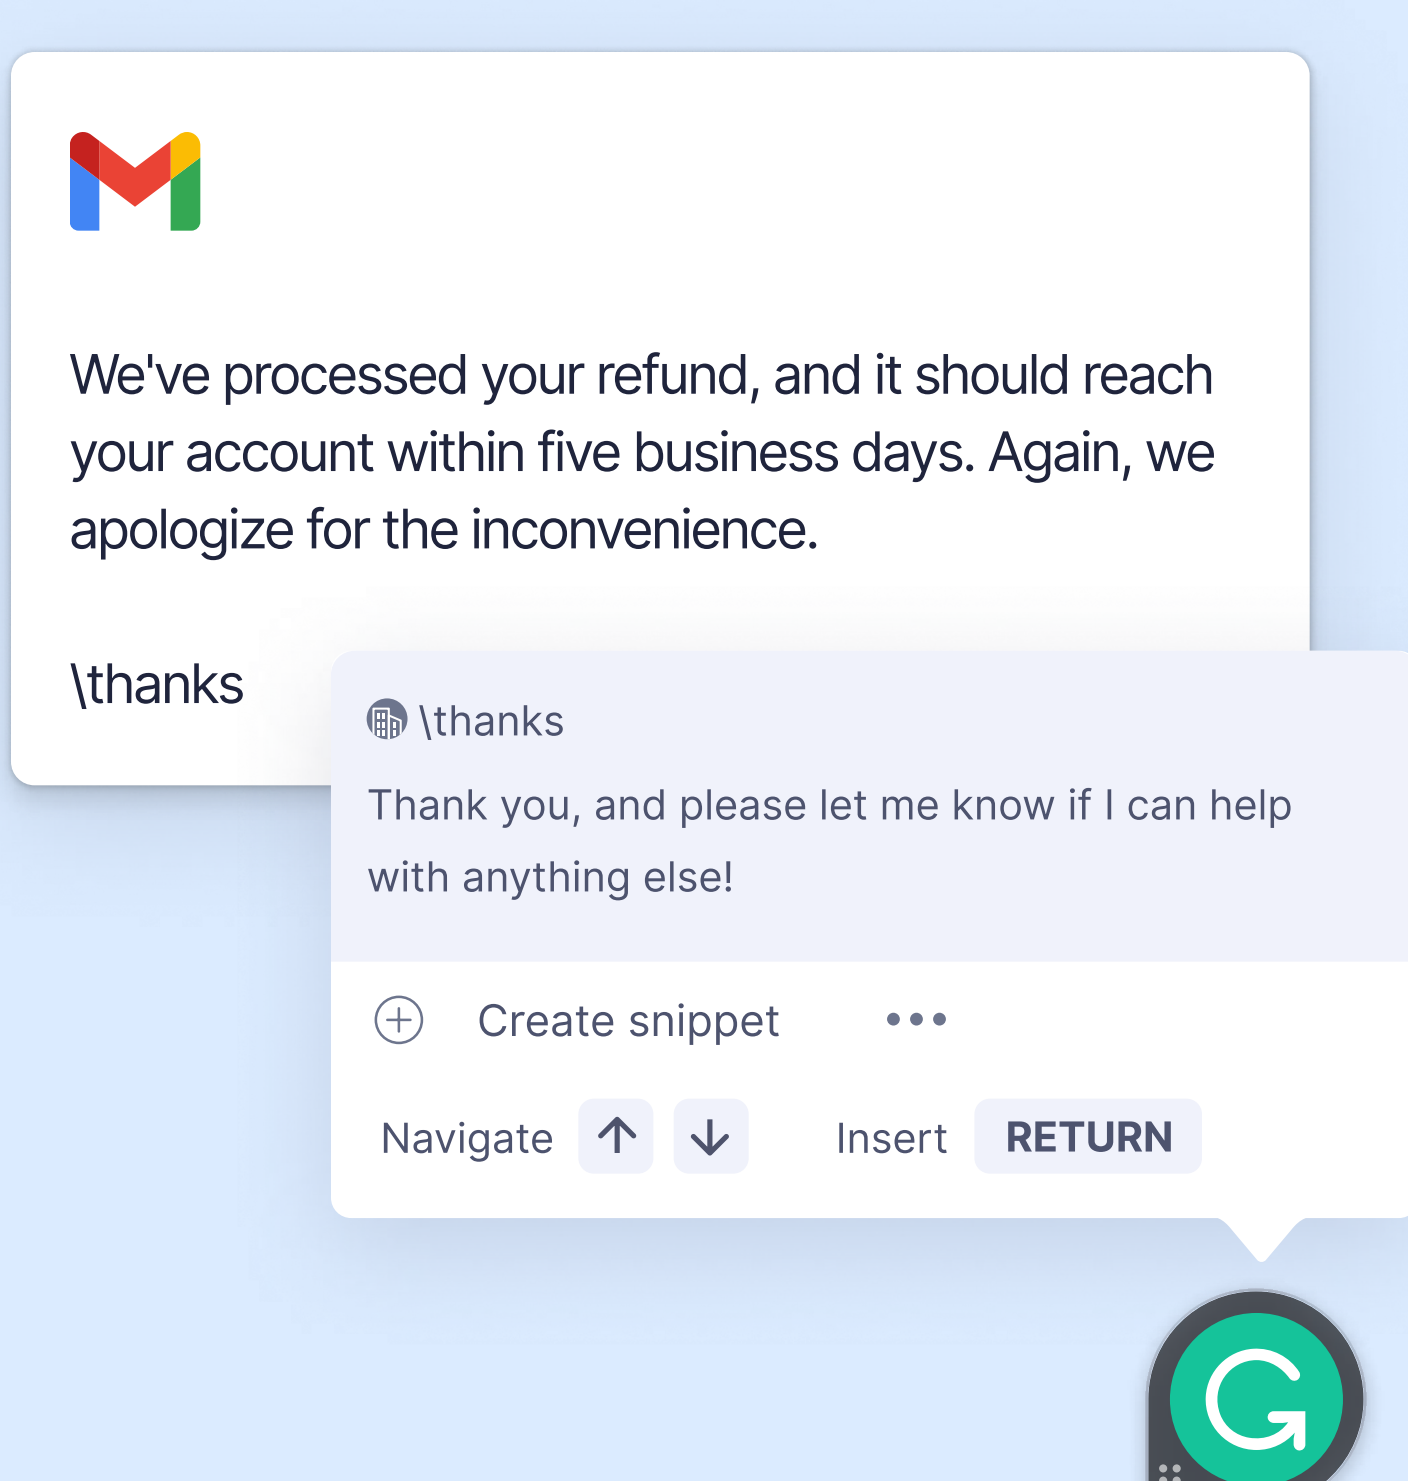 We've processed your refund, and it should reach
your account within five business days. Again, we
apologize for the inconvenience.
\thanks
\thanks
Thank you, and please let me know if I can help
with anything else!
Create snippet
Navigate Insert RETURN